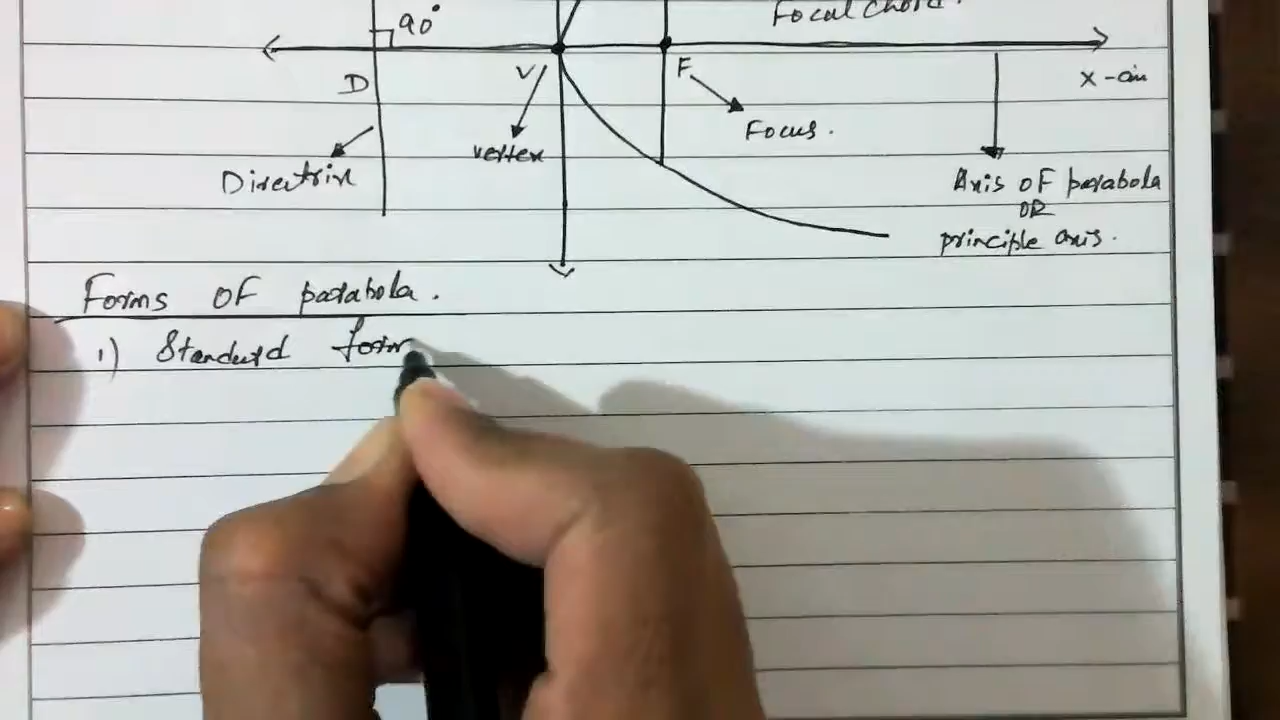 Focal Chord.
90°
D
V
F
X-axis
Focus.
vertex
Directrix
Axis OF parabola
OR
principle axis.
Forms OF parabola.
1) Standard form